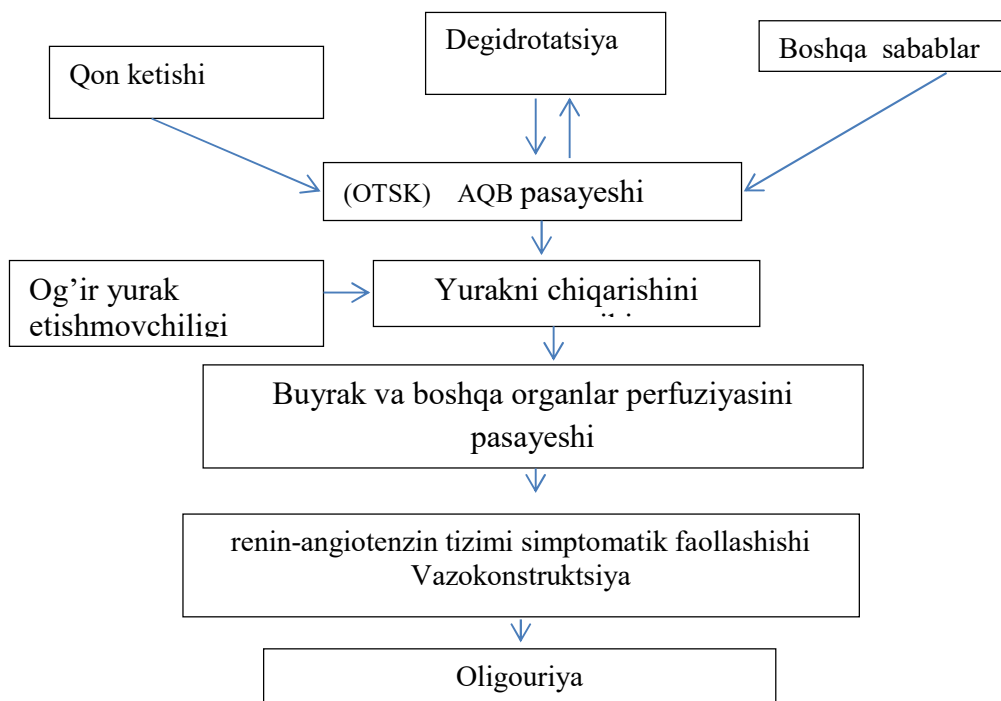 Degidrotatsiya
Boshqa sabablar
Qon ketishi
(OTSK) AQB pasayeshi
Og’ir yurak
etishmovchiligi
Yurakni chiqarishini
Buyrak va boshqa organlar perfuziyasini
pasayeshi
renin-angiotenzin tizimi simptomatik faollashishi
Vazokonstruktsiya
Oligouriya